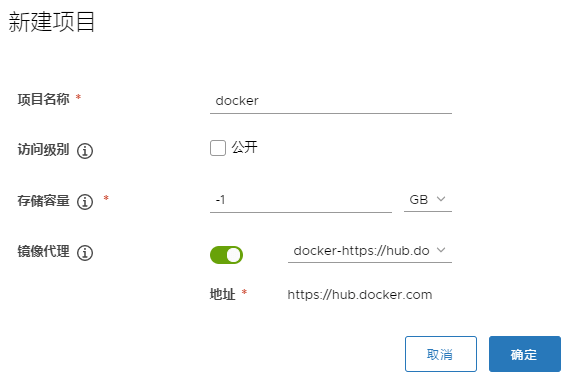 新建项目
项目名称 * docker
访问级别 公开
存储容量 * -1 GB
镜像代理 docker-https://hub.do
地址 * https://hub.docker.com
取消 确定